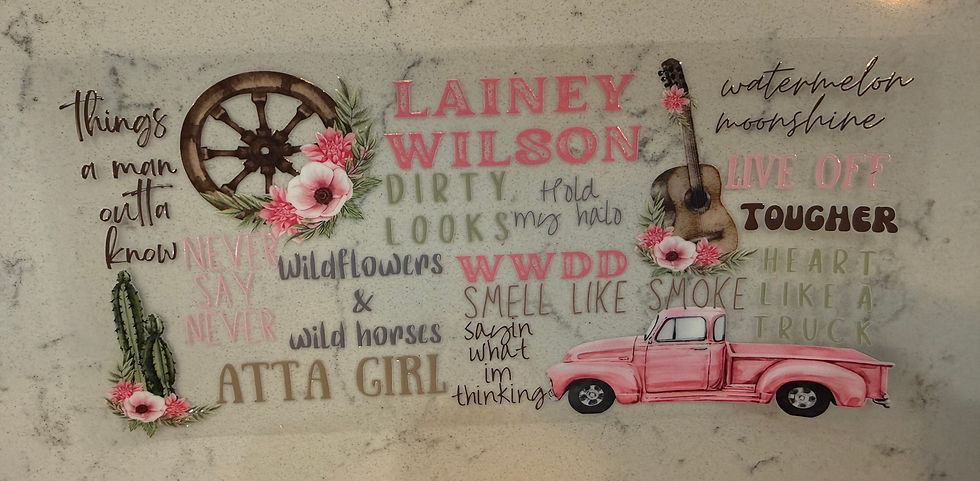 things
a man
outta
know
LAINEY
WILSON
DIRTY
LOOKS
Hold
my halo
watermelon
moonshine
LIVE OFF
TOUGHER
NEVER
SAY
NEVER
wildflowers
&
wild horses
WWDD
SMELL LIKE SMOKE
HEART
LIKE A
TRUCK
ATTA GIRL
sayin
what
im
thinking